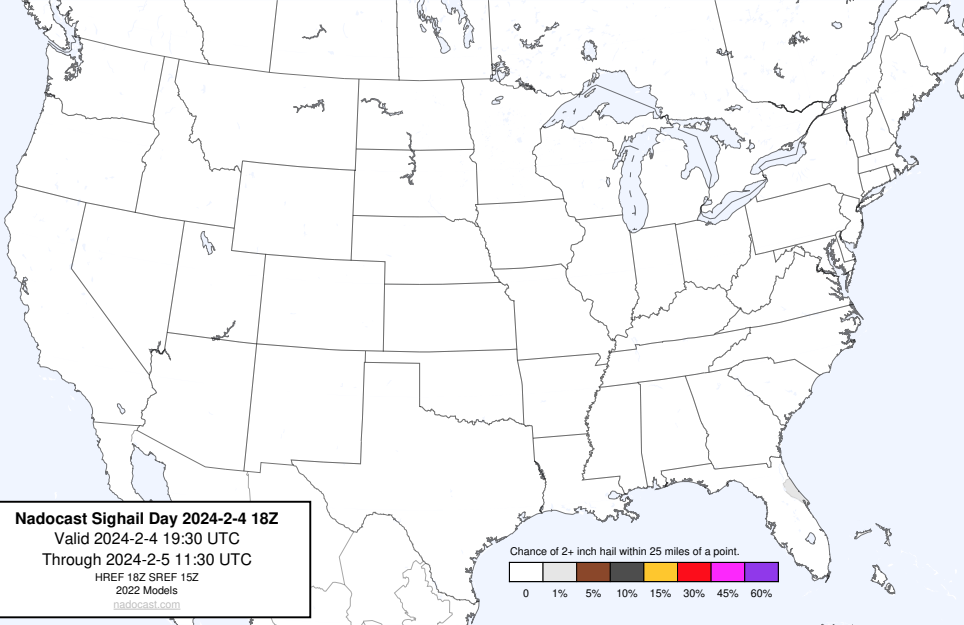 Nadocast Sighail Day 2024-2-4 18Z
Valid 2024-2-4 19:30 UTC
Through 2024-2-5 11:30 UTC
HREF 18Z SREF 15Z
2022 Models
nadocast.com
Chance of 2+ inch hail within 25 miles of a point.
0 1% 5% 10% 15% 30% 45% 60%